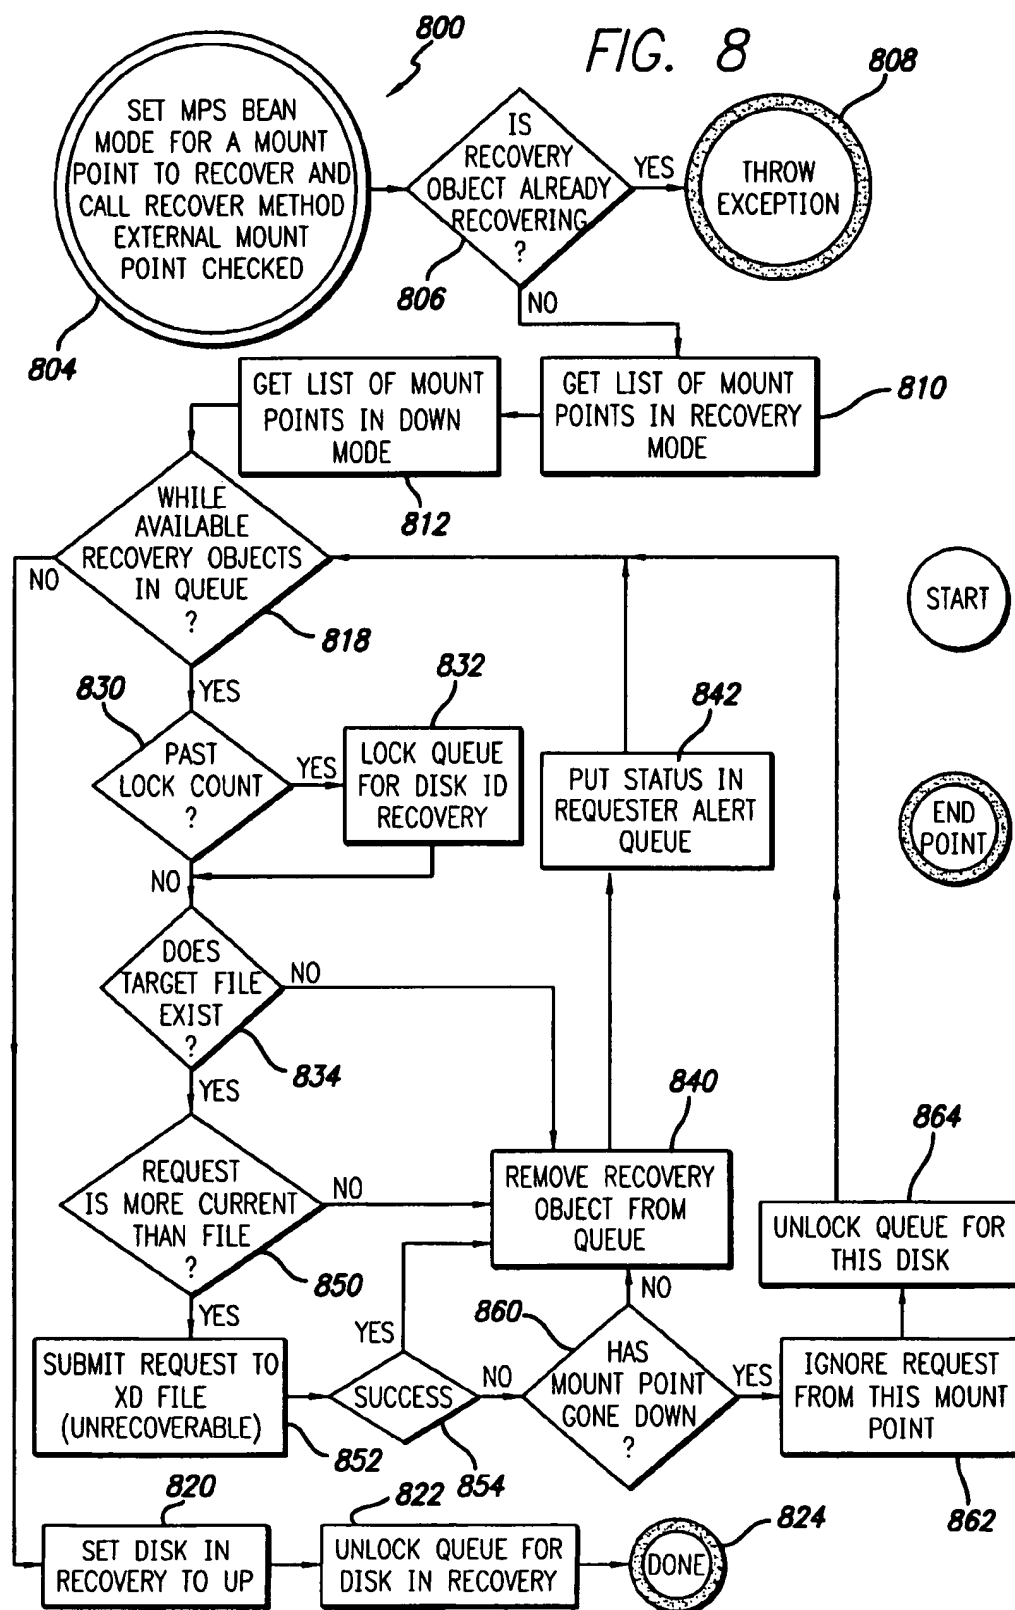 800
FIG. 8
808
SET MPS BEAN
MODE FOR A MOUNT
POINT TO RECOVER AND
CALL RECOVER METHOD
EXTERNAL MOUNT
POINT CHECKED
804
IS
RECOVERY
OBJECT ALREADY
RECOVERING
?
806
YES
THROW
EXCEPTION
NO
GET LIST OF MOUNT
POINTS IN DOWN
MODE
812
GET LIST OF MOUNT
POINTS IN RECOVERY
MODE
810
WHILE
AVAILABLE
RECOVERY OBJECTS
IN QUEUE
?
818
NO
YES
START
830
PAST
LOCK COUNT
?
YES
832
LOCK QUEUE
FOR DISK ID
RECOVERY
NO
842
PUT STATUS IN
REQUESTER ALERT
QUEUE
END
POINT
DOES
TARGET FILE
EXIST
?
834
NO
YES
840
REMOVE RECOVERY
OBJECT FROM
QUEUE
864
UNLOCK QUEUE FOR
THIS DISK
REQUEST
IS MORE CURRENT
THAN FILE
?
850
NO
YES
SUBMIT REQUEST TO
XD FILE
(UNRECOVERABLE)
852
YES
SUCCESS
854
NO
860
NO
HAS
MOUNT POINT
GONE DOWN
?
YES
IGNORE REQUEST
FROM THIS MOUNT
POINT
862
820
SET DISK IN
RECOVERY TO UP
822
UNLOCK QUEUE FOR
DISK IN RECOVERY
824
DONE